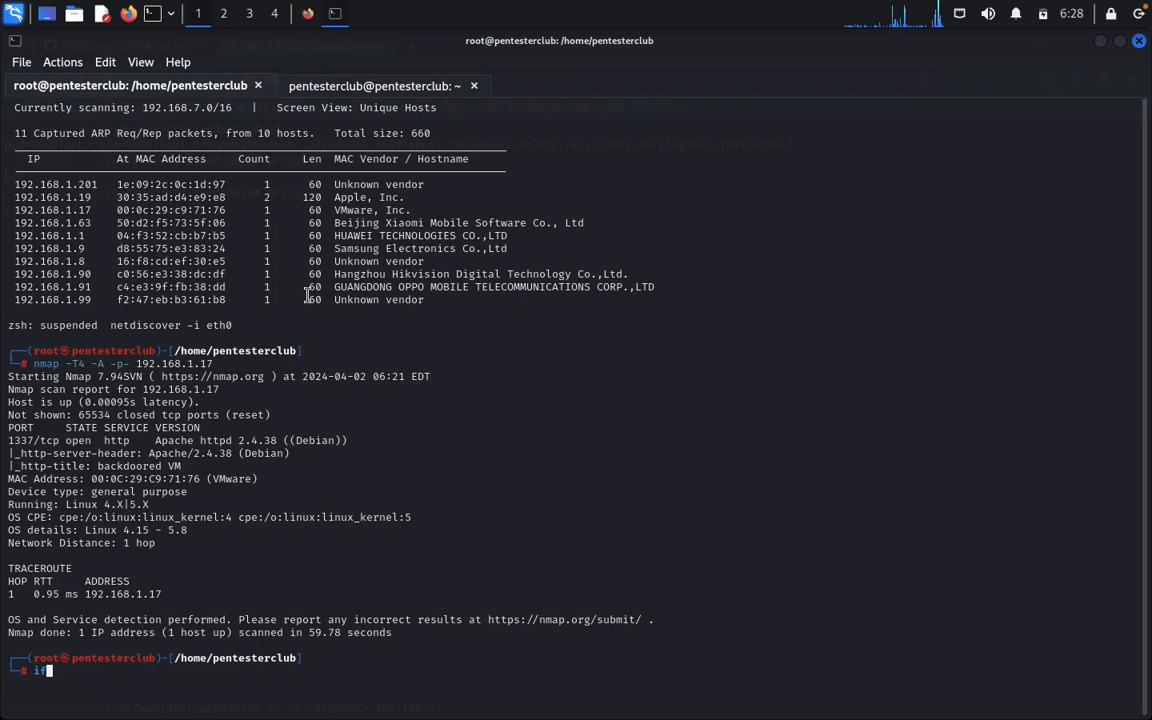 1 2 3 4 6:28
root@pentesterclub: /home/pentesterclub
File Actions Edit View Help
root@pentesterclub: /home/pentesterclub × pentesterclub@pentesterclub: ~ ×
Currently scanning: 192.168.7.0/16 | Screen View: Unique Hosts
11 Captured ARP Req/Rep packets, from 10 hosts. Total size: 660
IP At MAC Address Count Len MAC Vendor / Hostname
192.168.1.201 1e:09:2c:0c:1d:97 1 60 Unknown vendor
192.168.1.19 30:35:ad:d4:e9:e8 2 120 Apple, Inc.
192.168.1.17 00:0c:29:c9:71:76 1 60 VMware, Inc.
192.168.1.63 50:d2:f5:73:5f:06 1 60 Beijing Xiaomi Mobile Software Co., Ltd
192.168.1.1 04:f3:52:cb:b7:b5 1 60 HUAWEI TECHNOLOGIES CO.,LTD
192.168.1.9 d8:55:75:e3:83:24 1 60 Samsung Electronics Co.,Ltd
192.168.1.8 16:f8:cd:ef:30:e5 1 60 Unknown vendor
192.168.1.90 c0:56:e3:38:dc:df 1 60 Hangzhou Hikvision Digital Technology Co.,Ltd.
192.168.1.91 c4:e3:9f:fb:38:dd 1 60 GUANGDONG OPPO MOBILE TELECOMMUNICATIONS CORP.,LTD
192.168.1.99 f2:47:eb:b3:61:b8 1 60 Unknown vendor
zsh: suspended netdiscover -i eth0
┌──(root㉿pentesterclub)-[/home/pentesterclub]
└─# nmap -T4 -A -p- 192.168.1.17
Starting Nmap 7.94SVN ( https://nmap.org ) at 2024-04-02 06:21 EDT
Nmap scan report for 192.168.1.17
Host is up (0.00095s latency).
Not shown: 65534 closed tcp ports (reset)
PORT STATE SERVICE VERSION
1337/tcp open http Apache httpd 2.4.38 ((Debian))
|_http-server-header: Apache/2.4.38 (Debian)
|_http-title: backdoored VM
MAC Address: 00:0C:29:C9:71:76 (VMware)
Device type: general purpose
Running: Linux 4.X|5.X
OS CPE: cpe:/o:linux:linux_kernel:4 cpe:/o:linux:linux_kernel:5
OS details: Linux 4.15 - 5.8
Network Distance: 1 hop
TRACEROUTE
HOP RTT ADDRESS
1 0.95 ms 192.168.1.17
OS and Service detection performed. Please report any incorrect results at https://nmap.org/submit/ .
Nmap done: 1 IP address (1 host up) scanned in 59.78 seconds
┌──(root㉿pentesterclub)-[/home/pentesterclub]
└─# if